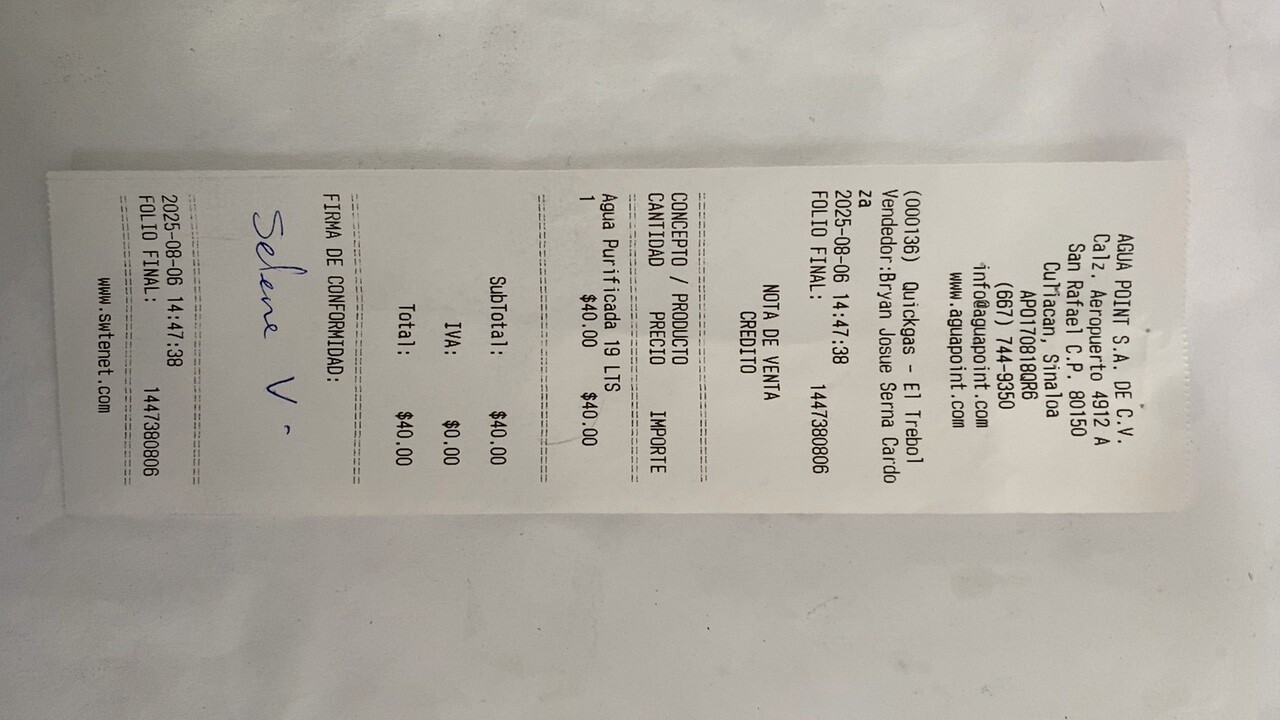 AGUA POINT S.A. DE C.V.
Calz. Aeropuerto 4912 A
San Rafael C.P. 80150
Culiacan, Sinaloa
APO170818QR6
(667) 744-9350
info@aguapoint.com
www.aguapoint.com
(000136) Quickgas - El Trebol
Vendedor:Bryan Josue Serna Cardo
za
2025-08-06 14:47:38
FOLIO FINAL: 1447380806
NOTA DE VENTA
CREDITO
CONCEPTO / PRODUCTO
CANTIDAD PRECIO IMPORTE
Agua Purificada 19 LTS
1 $40.00 $40.00
SubTotal: $40.00
IVA: $0.00
Total: $40.00
FIRMA DE CONFORMIDAD:
Selene V.
2025-08-06 14:47:38
FOLIO FINAL: 1447380806
www.swtenet.com